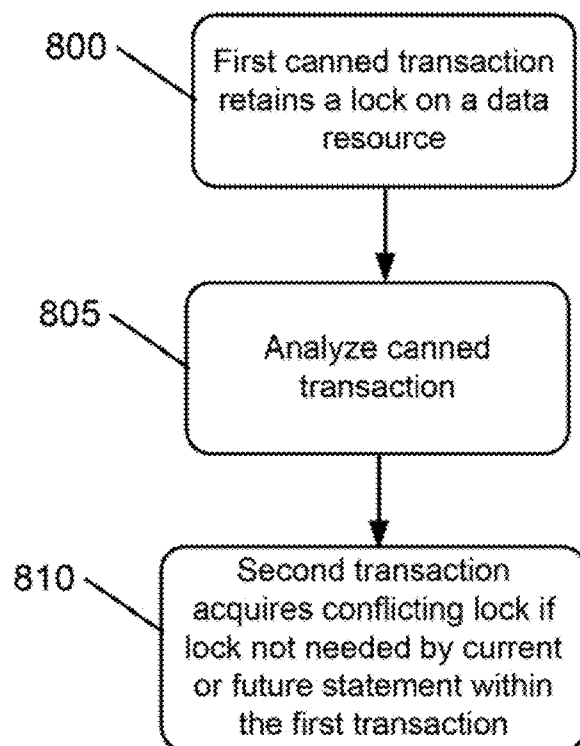 800
First canned transaction
retains a lock on a data
resource
805
Analyze canned
transaction
810
Second transaction
acquires conflicting lock if
lock not needed by current
or future statement within
the first transaction